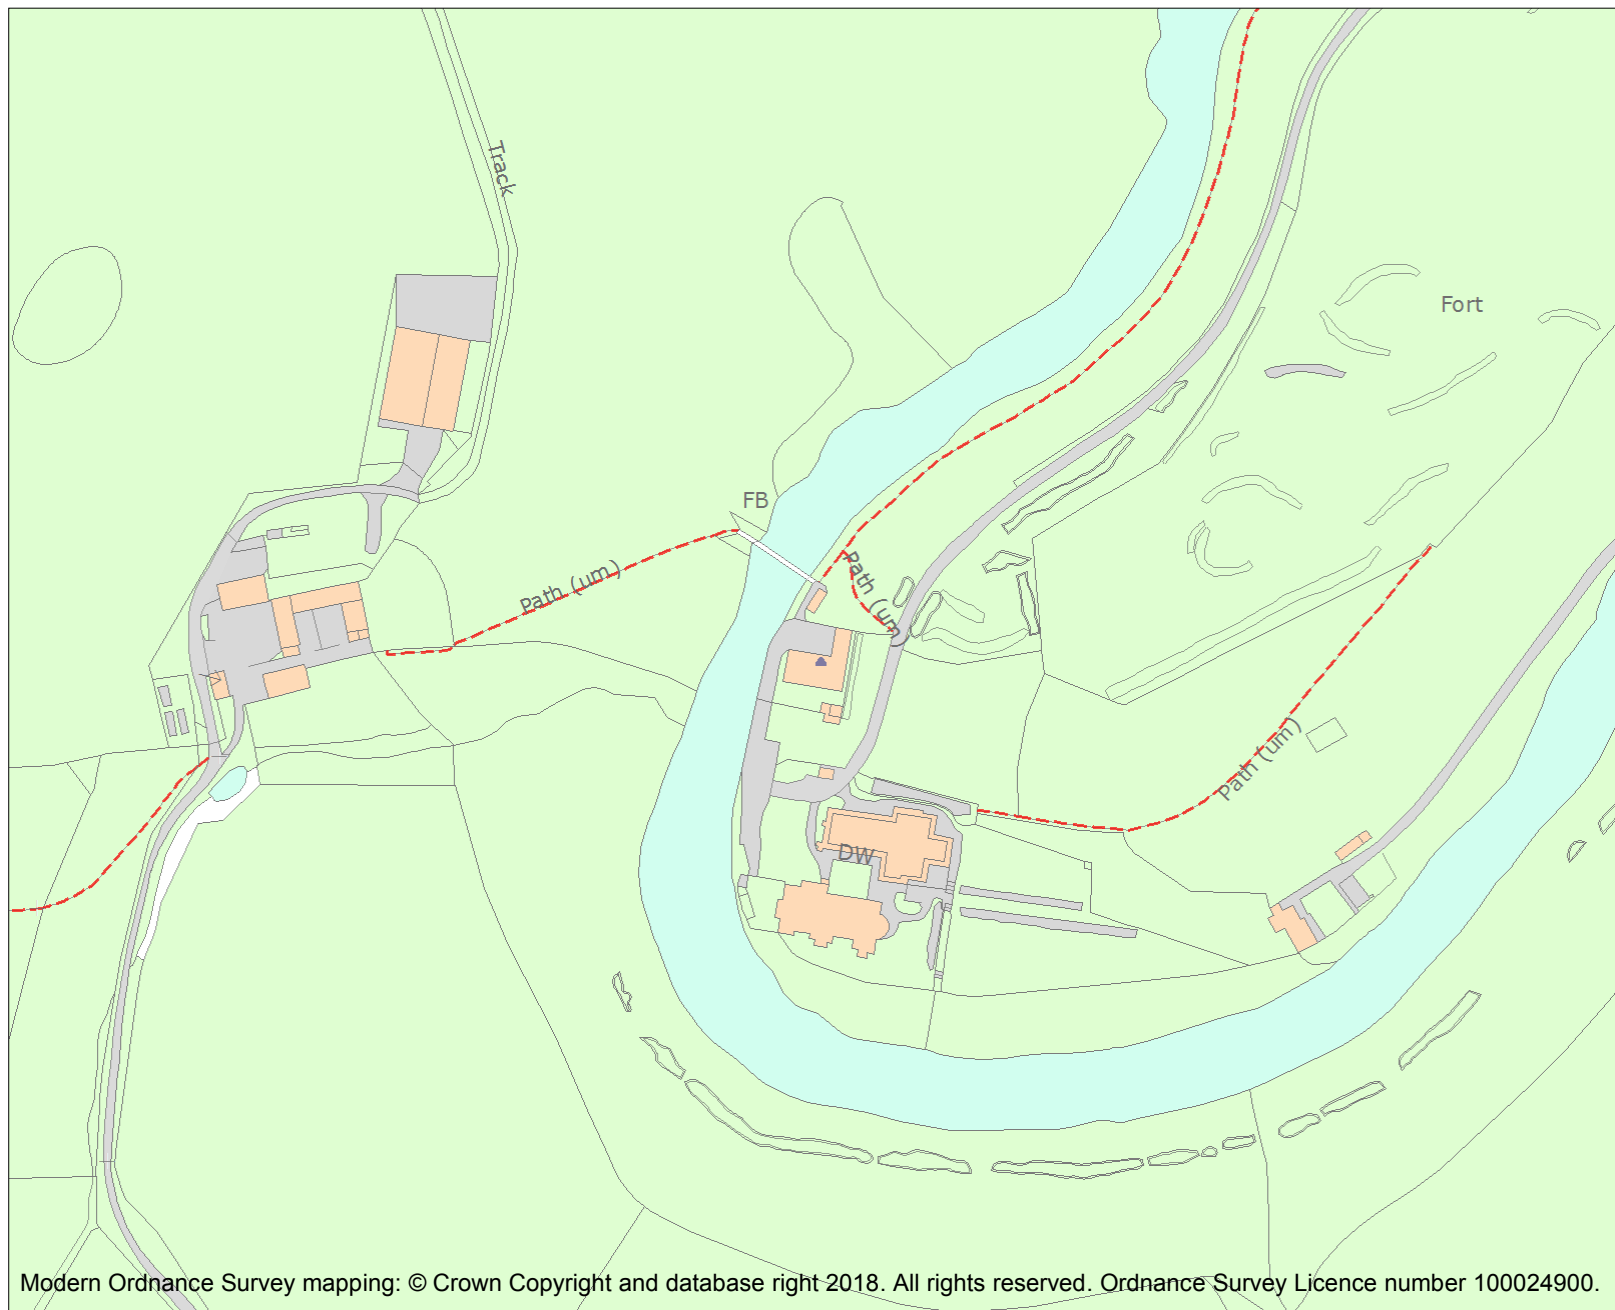 Track
Fort
FB
Path (um)
Path (um)
Path (um)
DW
Modern Ordnance Survey mapping: © Crown Copyright and database right 2018. All rights reserved. Ordnance Survey Licence number 100024900.